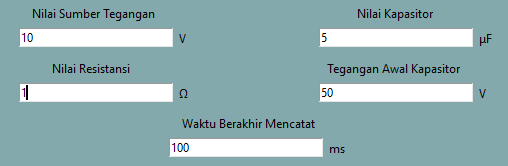 Nilai Sumber Tegangan Nilai Kapasitor
10 V 5 µF
Nilai Resistansi Tegangan Awal Kapasitor
1 Ω 50 V
Waktu Berakhir Mencatat
100 ms